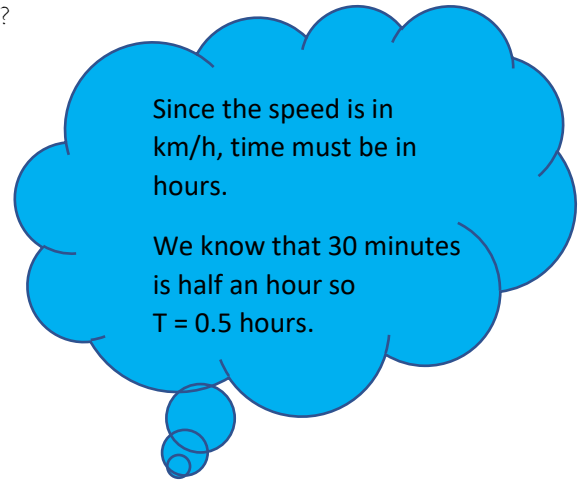 ?
Since the speed is in
km/h, time must be in
hours.
We know that 30 minutes
is half an hour so
T = 0.5 hours.